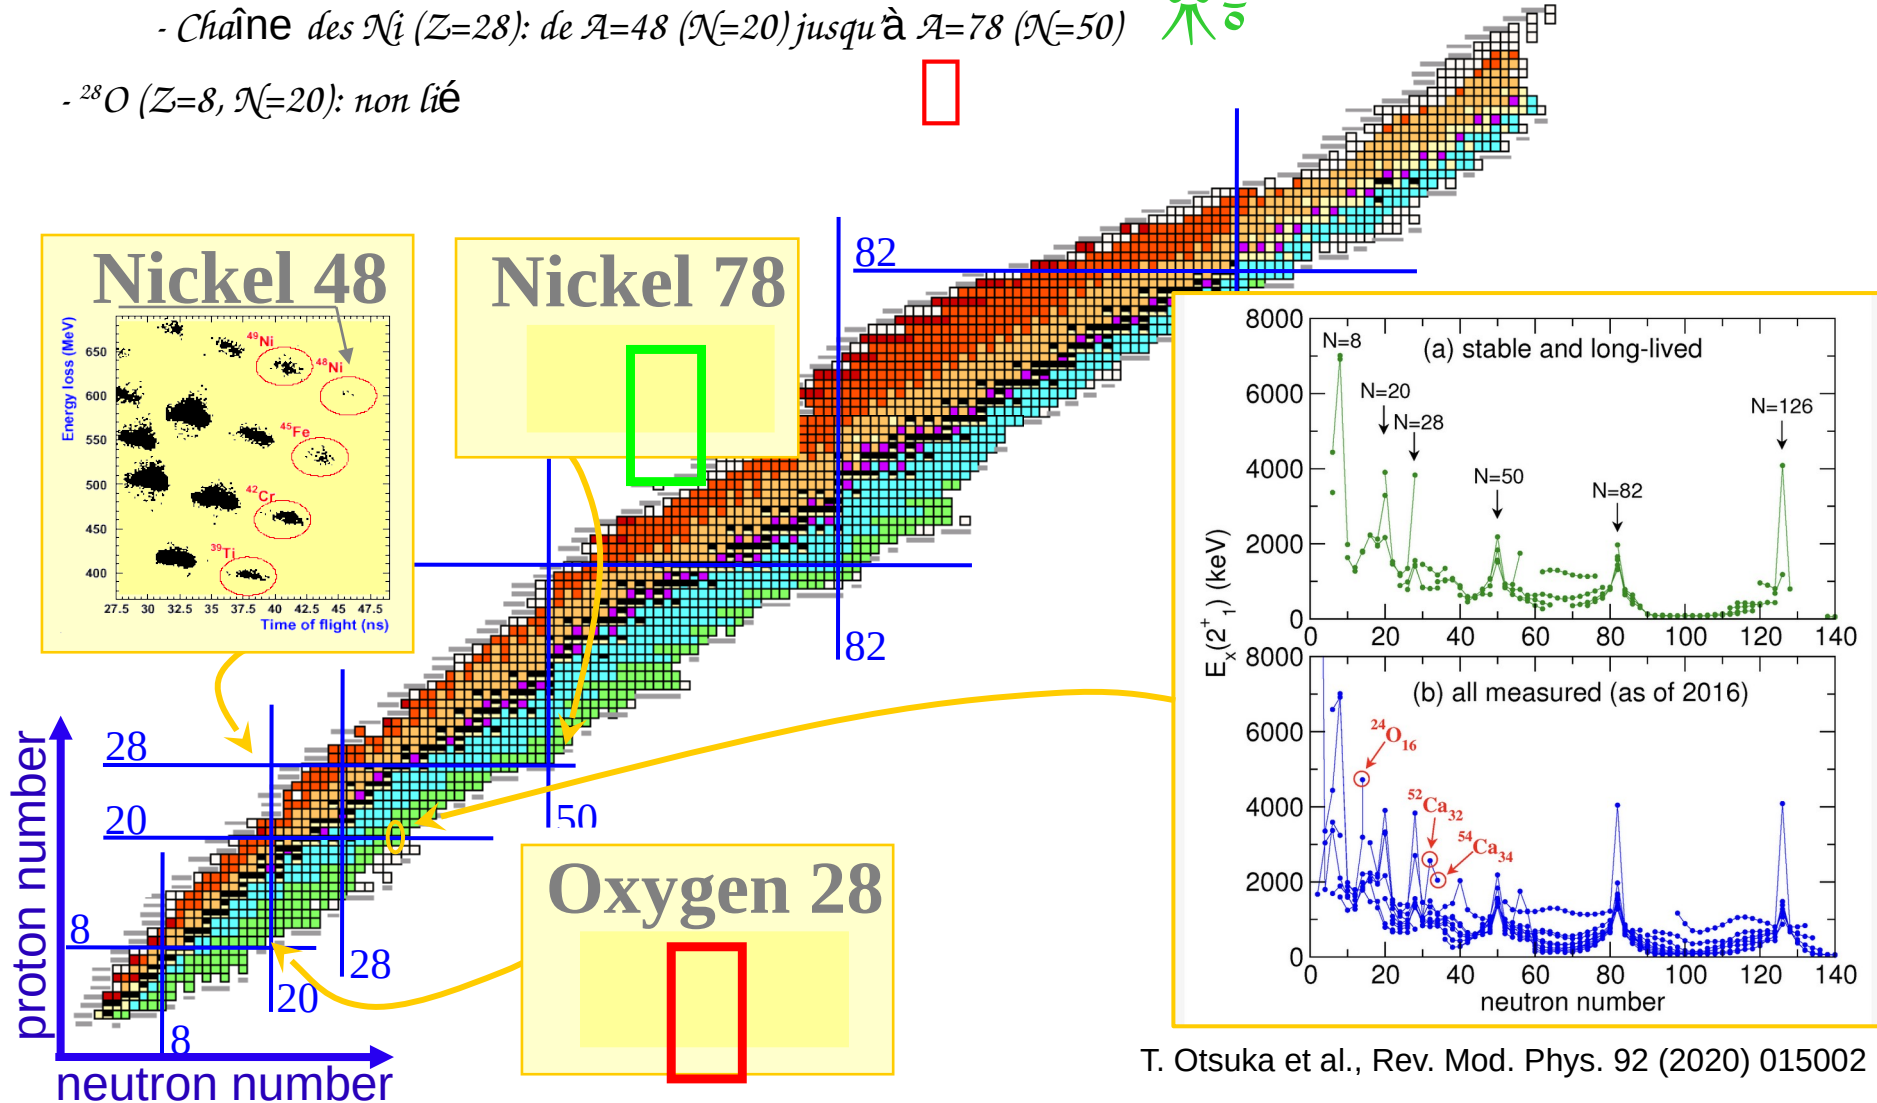 - Chaîne des Ni (Z=28): de A=48 (N=20) jusqu'à A=78 (N=50)
- ²⁸O (Z=8, N=20): non lié
Nickel 48
Energy loss (MeV)
650
600
550
500
450
400
⁴⁹Ni
⁴⁸Ni
⁴⁵Fe
⁴²Cr
³⁹Ti
27.5 30 32.5 35 37.5 40 42.5 45 47.5
Time of flight (ns)
Nickel 78
82
82
28
20
50
8
28
20
8
proton number
neutron number
Oxygen 28
8000
6000
4000
2000
0
(a) stable and long-lived
N=8
N=20
N=28
N=50
N=82
N=126
0 20 40 60 80 100 120 140
Eₓ(2⁺₁) (keV)
8000
6000
4000
2000
0
(b) all measured (as of 2016)
²⁴O₁₆
⁵²Ca₃₂
⁵⁴Ca₃₄
0 20 40 60 80 100 120 140
neutron number
T. Otsuka et al., Rev. Mod. Phys. 92 (2020) 015002